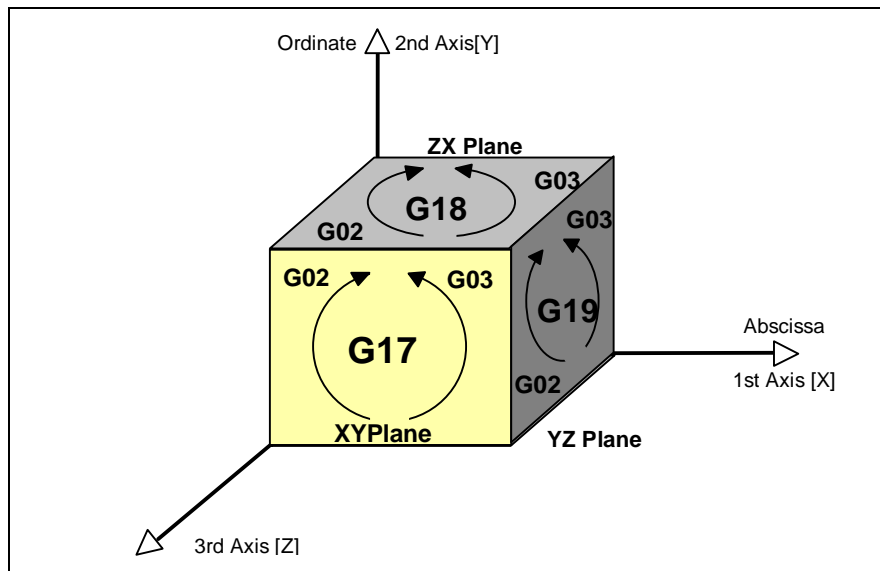 Ordinate 2nd Axis[Y]
ZX Plane
G03
G18
G02
G03
G02 G03
G19
G17
Abscissa
1st Axis [X]
G02
XYPlane
YZ Plane
3rd Axis [Z]